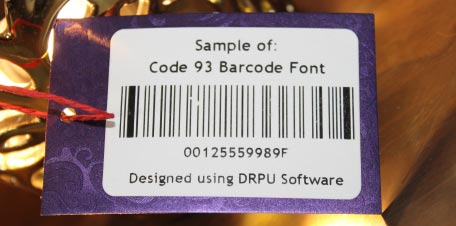 Sample of:
Code 93 Barcode Font
00125559989F
Designed using DRPU Software